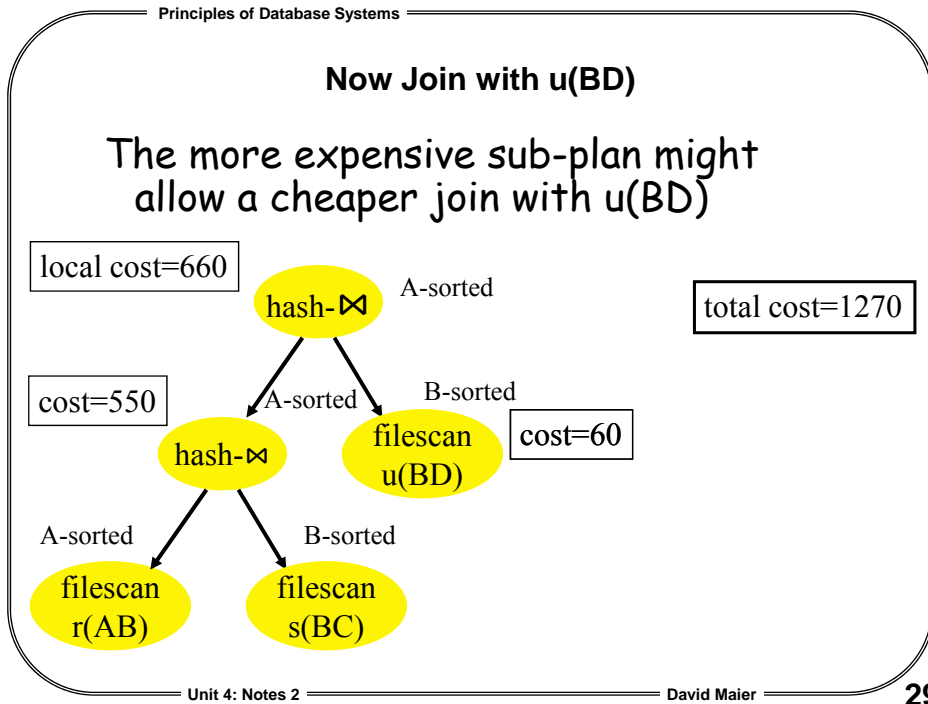 Principles of Database Systems
Now Join with u(BD)
The more expensive sub-plan might
allow a cheaper join with u(BD)
local cost=660
hash-⋈
A-sorted
total cost=1270
cost=550
A-sorted
B-sorted
hash-⋈
filescan
u(BD)
cost=60
A-sorted
B-sorted
filescan
r(AB)
filescan
s(BC)
Unit 4: Notes 2
David Maier
29